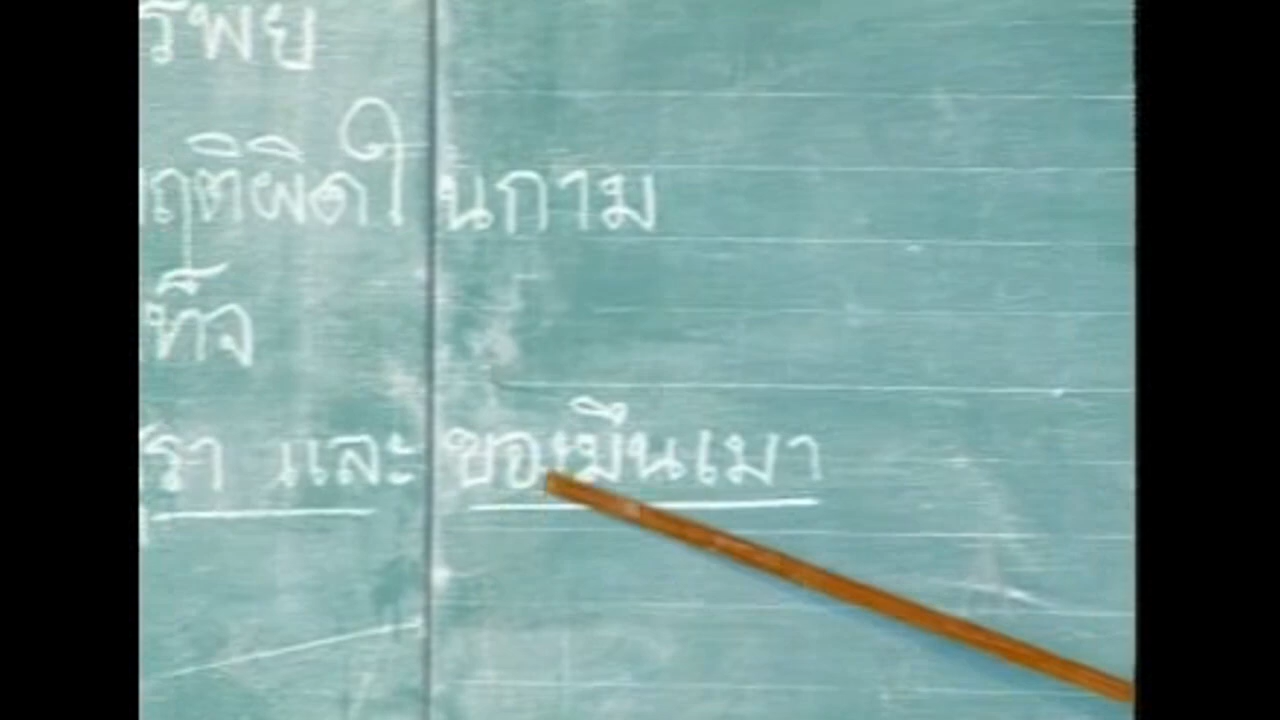 รัพย์
ฤติผิดในกาม
ท็จ
รา และ ของมึนเมา